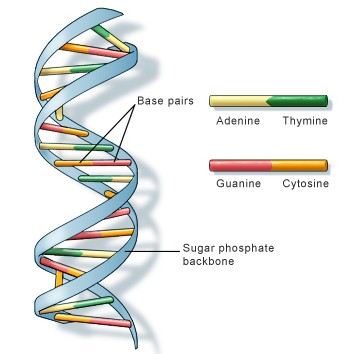 Base pairs
Adenine Thymine
Guanine Cytosine
Sugar phosphate
backbone